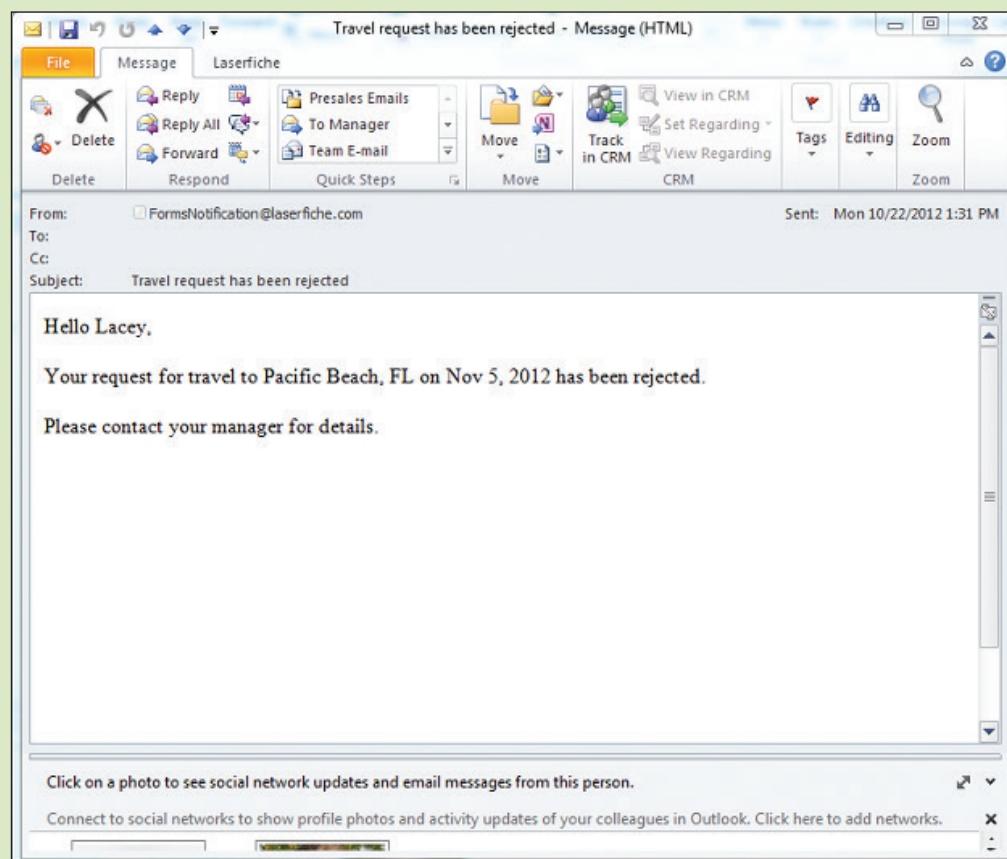 Travel request has been rejected - Message (HTML)
File Message Laserfiche
Delete
Reply
Reply All
Forward
Presales Emails
To Manager
Team E-mail
Move
Track in CRM
View in CRM
Set Regarding
View Regarding
Tags
Editing
Zoom
Delete Respond Quick Steps Move CRM Zoom
From: FormsNotification@laserfiche.com Sent: Mon 10/22/2012 1:31 PM
To:
Cc:
Subject: Travel request has been rejected
Hello Lacey,
Your request for travel to Pacific Beach, FL on Nov 5, 2012 has been rejected.
Please contact your manager for details.
Click on a photo to see social network updates and email messages from this person.
Connect to social networks to show profile photos and activity updates of your colleagues in Outlook. Click here to add networks.